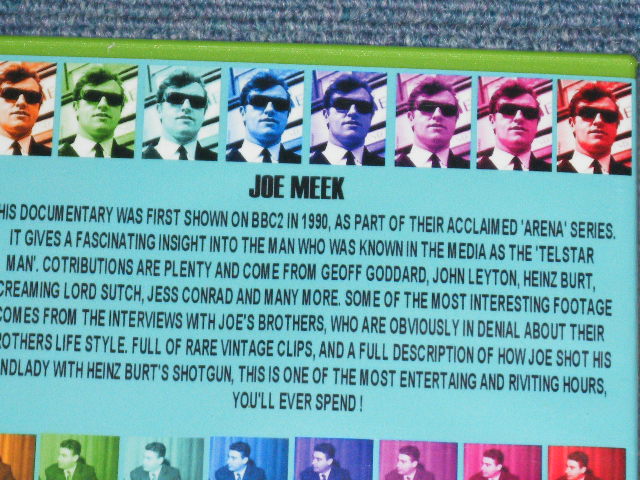 JOE MEEK
HIS DOCUMENTARY WAS FIRST SHOWN ON BBC2 IN 1990, AS PART OF THEIR ACCLAIMED 'ARENA' SERIES.
IT GIVES A FASCINATING INSIGHT INTO THE MAN WHO WAS KNOWN IN THE MEDIA AS THE 'TELSTAR
MAN'. COTRIBUTIONS ARE PLENTY AND COME FROM GEOFF GODDARD, JOHN LEYTON, HEINZ BURT,
CREAMING LORD SUTCH, JESS CONRAD AND MANY MORE. SOME OF THE MOST INTERESTING FOOTAGE
COMES FROM THE INTERVIEWS WITH JOE'S BROTHERS, WHO ARE OBVIOUSLY IN DENIAL ABOUT THEIR
ROTHERS LIFE STYLE. FULL OF RARE VINTAGE CLIPS, AND A FULL DESCRIPTION OF HOW JOE SHOT HIS
NDLADY WITH HEINZ BURT'S SHOTGUN, THIS IS ONE OF THE MOST ENTERTAING AND RIVITING HOURS,
YOU'LL EVER SPEND !